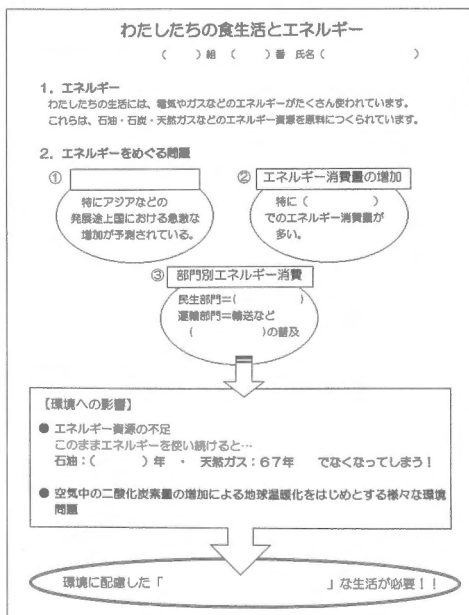 わたしたちの食生活とエネルギー
（　　）組　（　　）番　氏名（　　　　　　　　）
１．エネルギー
わたしたちの生活には、電気やガスなどのエネルギーがたくさん使われています。
これらは、石油・石炭・天然ガスなどのエネルギー資源を原料につくられています。
２．エネルギーをめぐる問題
①
特にアジアなどの
発展途上国における急激な
増加が予測されている。
② エネルギー消費量の増加
特に（　　　　　　）
でのエネルギー消費量が
多い。
③ 部門別エネルギー消費
民生部門＝（　　　　　　）
運輸部門＝輸送など
（　　　　　　）の普及
【環境への影響】
● エネルギー資源の不足
このままエネルギーを使い続けると…
石油：（　　　　）年　・　天然ガス：６７年　　でなくなってしまう！
● 空気中の二酸化炭素量の増加による地球温暖化をはじめとする様々な環境
問題
環境に配慮した「　　　　　　　　　　　　」な生活が必要！！